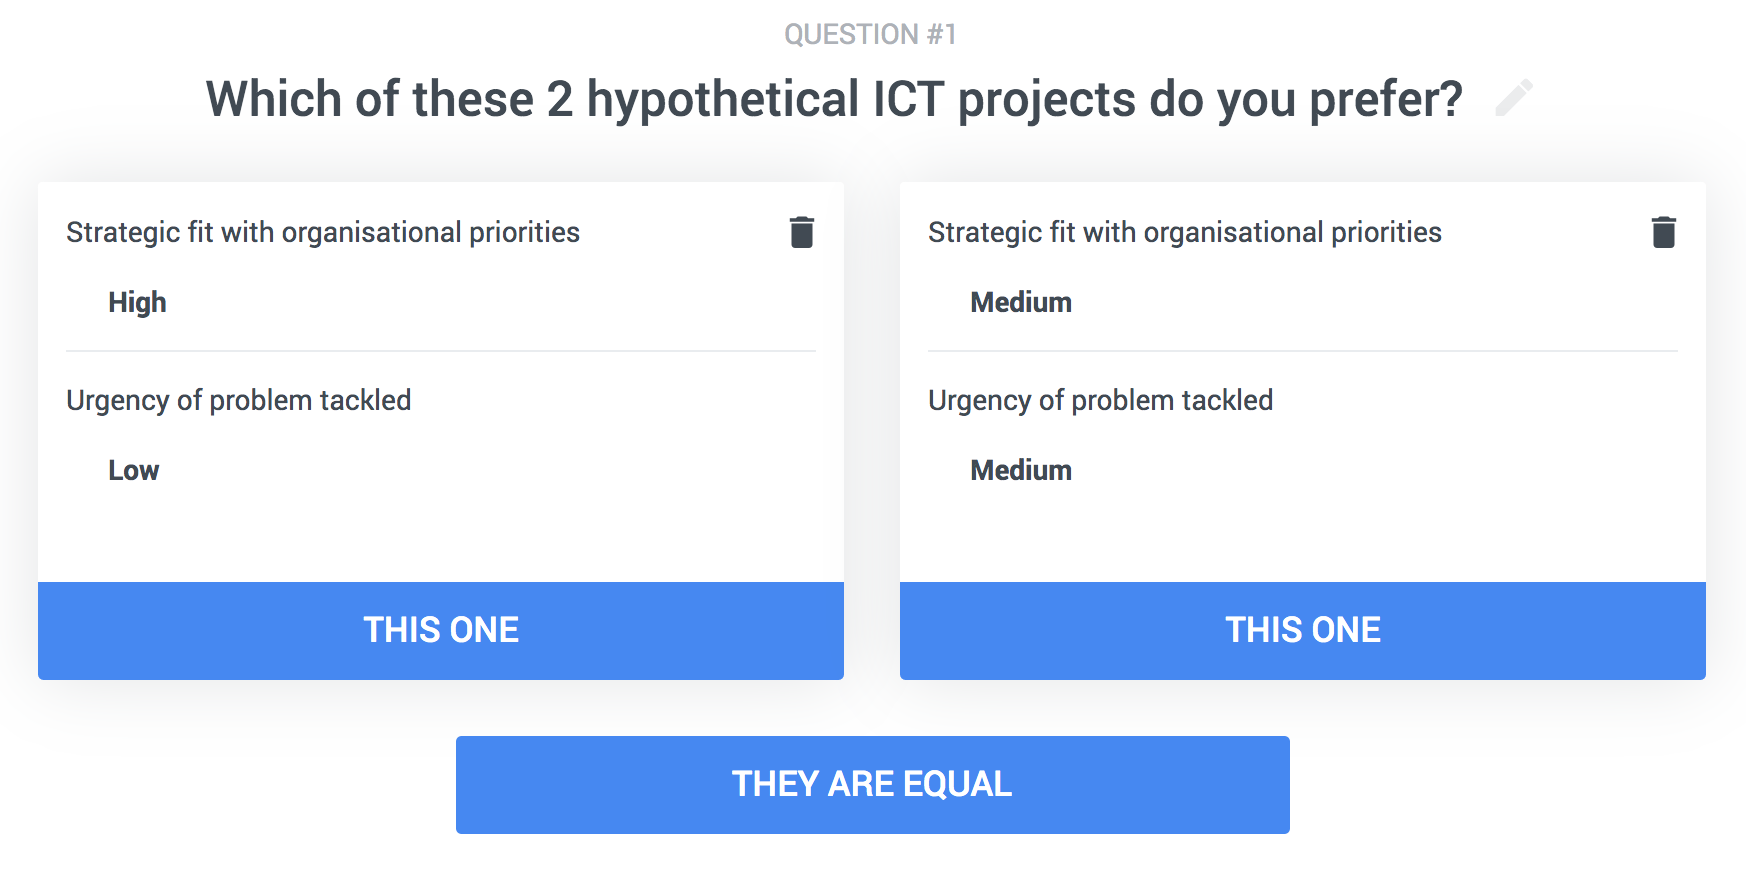 QUESTION #1
Which of these 2 hypothetical ICT projects do you prefer?
Strategic fit with organisational priorities
High
Urgency of problem tackled
Low
THIS ONE
Strategic fit with organisational priorities
Medium
Urgency of problem tackled
Medium
THIS ONE
THEY ARE EQUAL